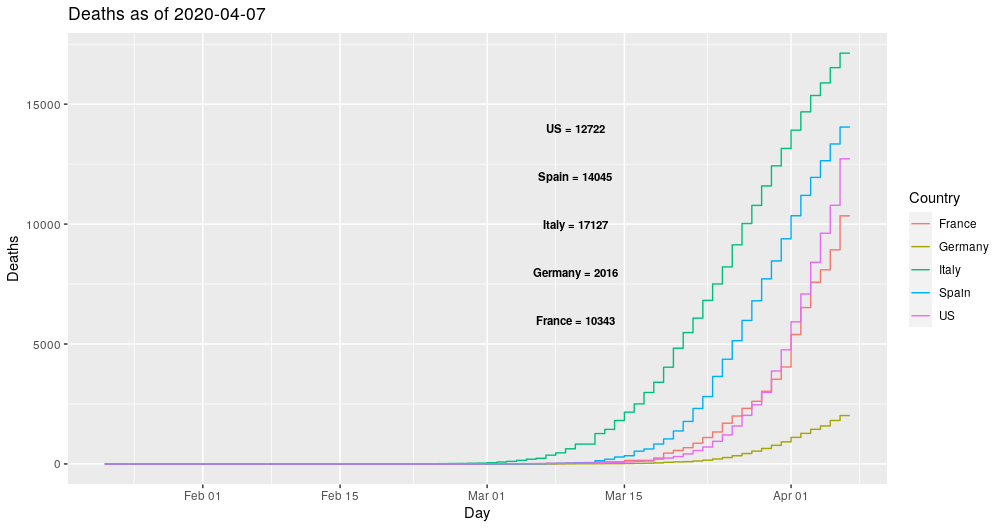 Deaths as of 2020-04-07
Deaths
15000
10000
5000
0
US = 12722
Spain = 14045
Italy = 17127
Germany = 2016
France = 10343
Feb 01
Feb 15
Mar 01
Mar 15
Apr 01
Day
Country
France
Germany
Italy
Spain
US